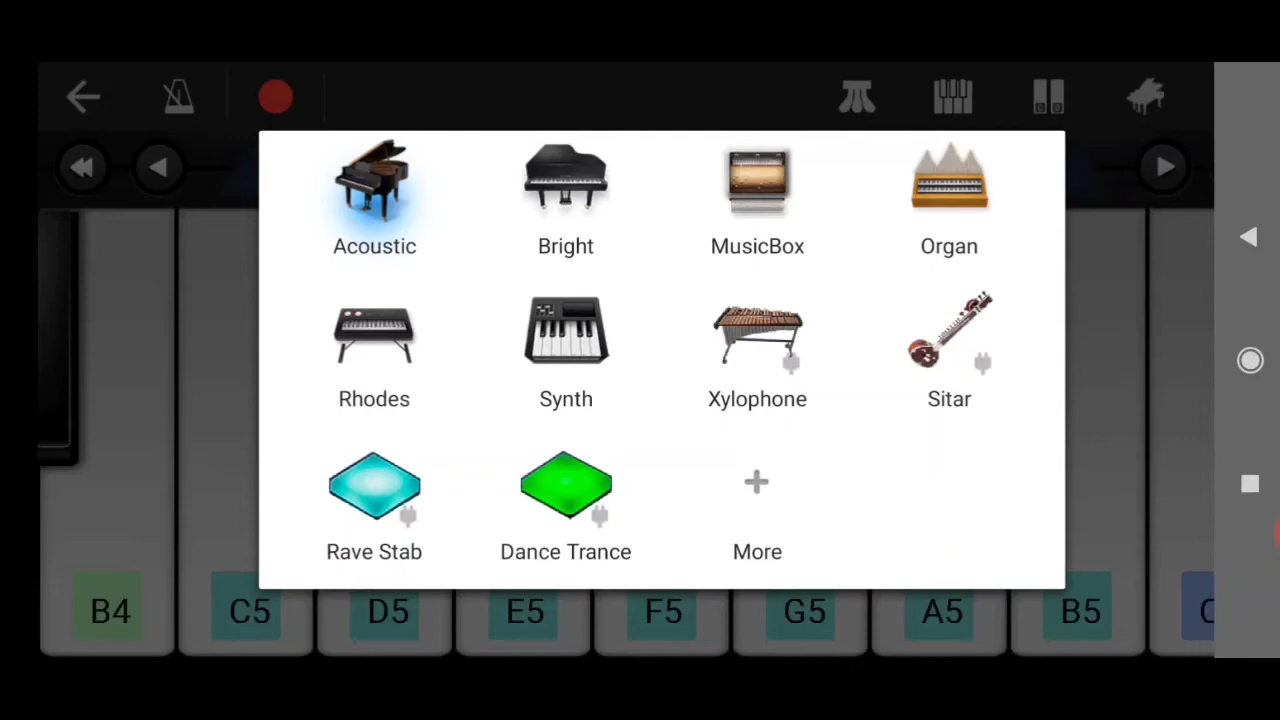 Acoustic Bright MusicBox Organ
Rhodes Synth Xylophone Sitar
Rave Stab Dance Trance More
B4 C5 D5 E5 F5 G5 A5 B5 C